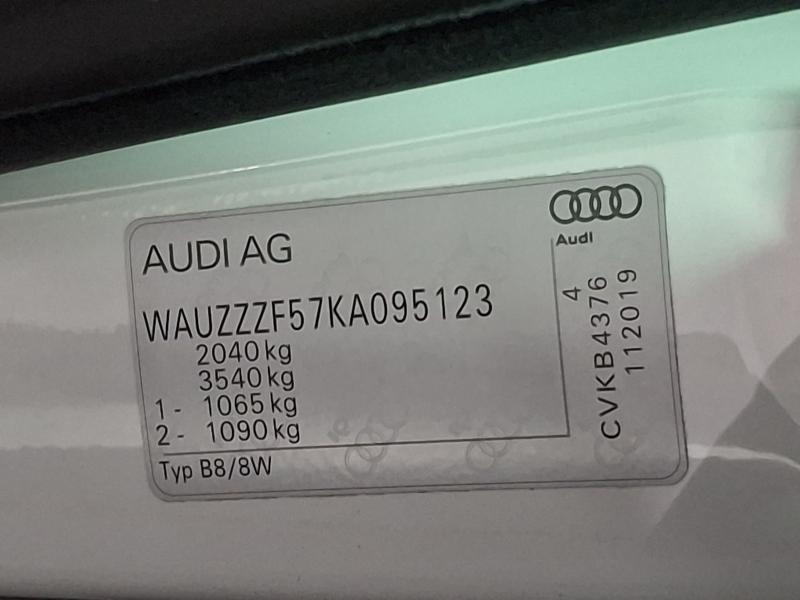 AUDI AG
Audi
WAUZZZF57KA095123
2040 kg
3540 kg
1 - 1065 kg
2 - 1090 kg
Typ B8/8W
4
CVKB4376
112019